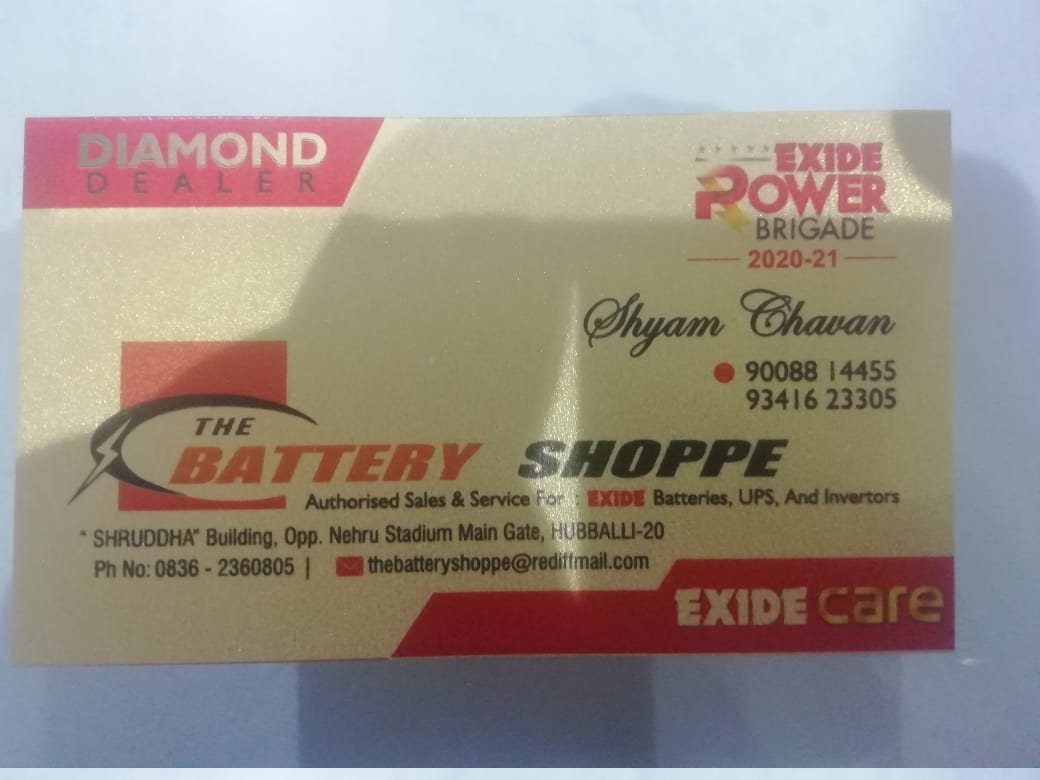 DIAMOND
DEALER
EXIDE
POWER
BRIGADE
2020-21
Shyam Chavan
90088 14455
93416 23305
THE
BATTERY SHOPPE
Authorised Sales & Service For : EXIDE Batteries, UPS, And Invertors
" SHRUDDHA" Building, Opp. Nehru Stadium Main Gate, HUBBALLI-20
Ph No: 0836 - 2360805 | thebatteryshoppe@rediffmail.com
EXIDE care